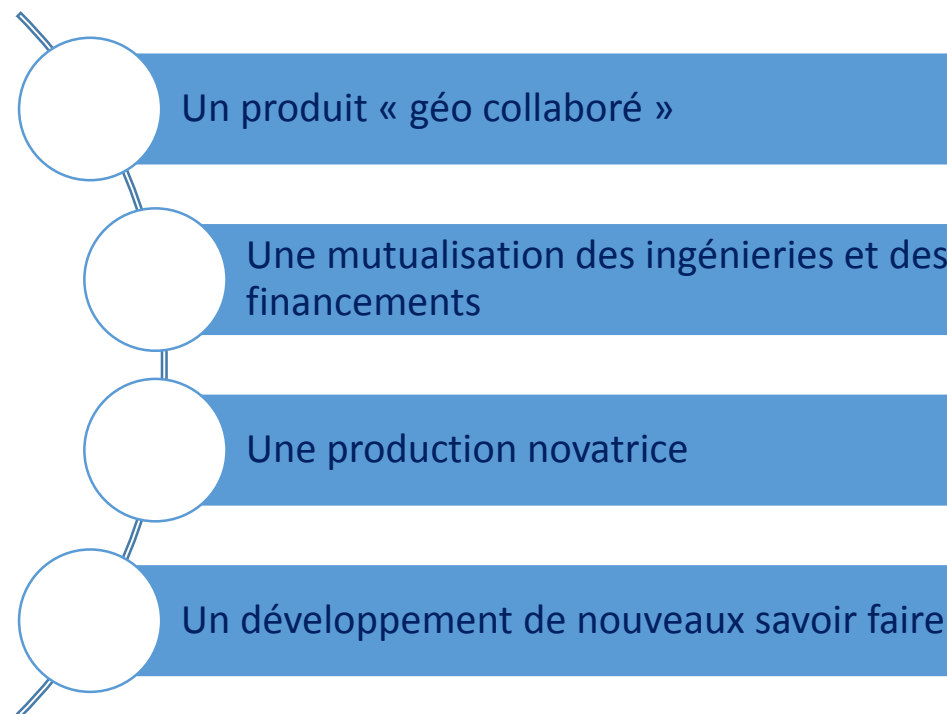 Un produit « géo collaboré »
Une mutualisation des ingénieries et des
financements
Une production novatrice
Un développement de nouveaux savoir faire